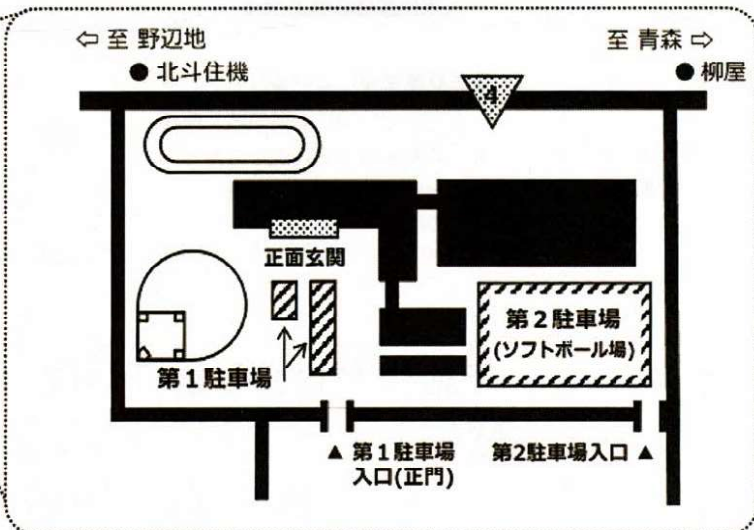 ⇦ 至 野辺地
至 青森 ⇨
● 北斗住機
● 柳屋
4
正面玄関
第2駐車場
(ソフトボール場)
第1駐車場
▲ 第1駐車場
入口(正門)
第2駐車場入口 ▲